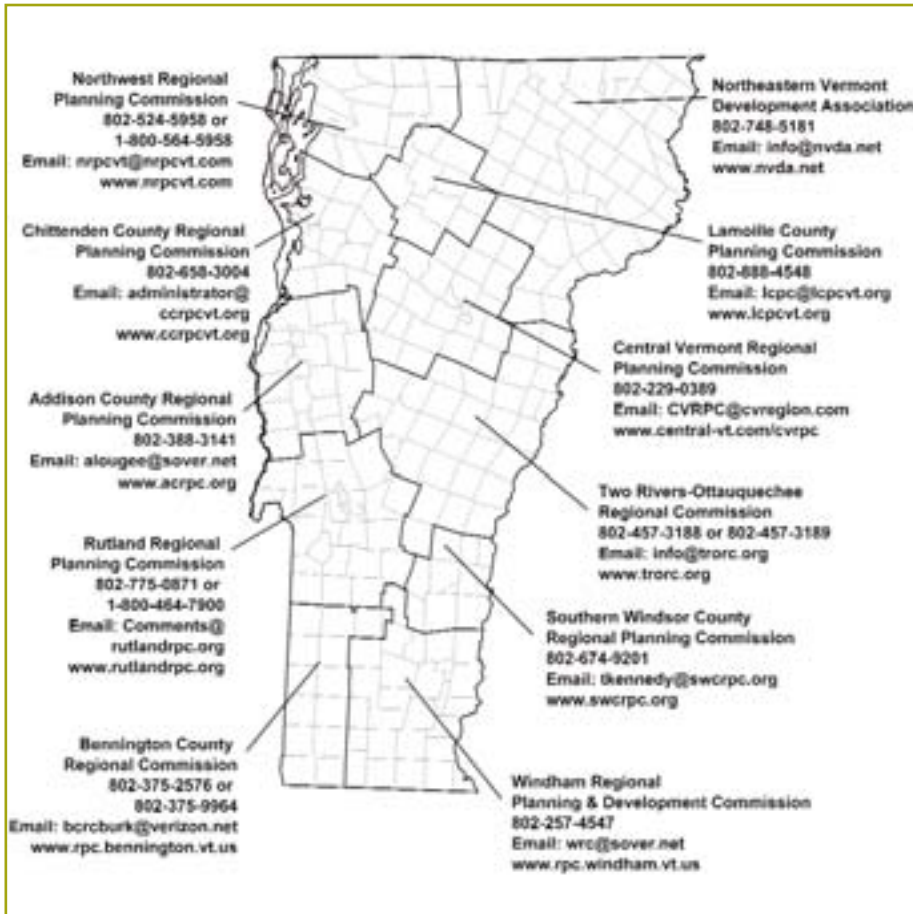 Northwest Regional
Planning Commission
802-524-5958 or
1-800-564-5958
Email: nrpcvt@nrpcvt.com
www.nrpcvt.com
Northeastern Vermont
Development Association
802-748-5181
Email: info@nvda.net
www.nvda.net
Chittenden County Regional
Planning Commission
802-658-3004
Email: administrator@
ccrpcvt.org
www.ccrpcvt.org
Lamoille County
Planning Commission
802-888-4548
Email: lcpc@lcpcvt.org
www.lcpcvt.org
Central Vermont Regional
Planning Commission
802-229-0389
Email: CVRPC@cvregion.com
www.central-vt.com/cvrpc
Addison County Regional
Planning Commission
802-388-3141
Email: alougee@sover.net
www.acrpc.org
Two Rivers-Ottauquechee
Regional Commission
802-457-3188 or 802-457-3189
Email: info@trorc.org
www.trorc.org
Rutland Regional
Planning Commission
802-775-0871 or
1-800-464-7900
Email: Comments@
rutlandrpc.org
www.rutlandrpc.org
Southern Windsor County
Regional Planning Commission
802-674-9201
Email: tkennedy@swcrpc.org
www.swcrpc.org
Bennington County
Regional Commission
802-375-2576 or
802-375-9964
Email: bcrcburk@verizon.net
www.rpc.bennington.vt.us
Windham Regional
Planning & Development Commission
802-257-4547
Email: wrc@sover.net
www.rpc.windham.vt.us